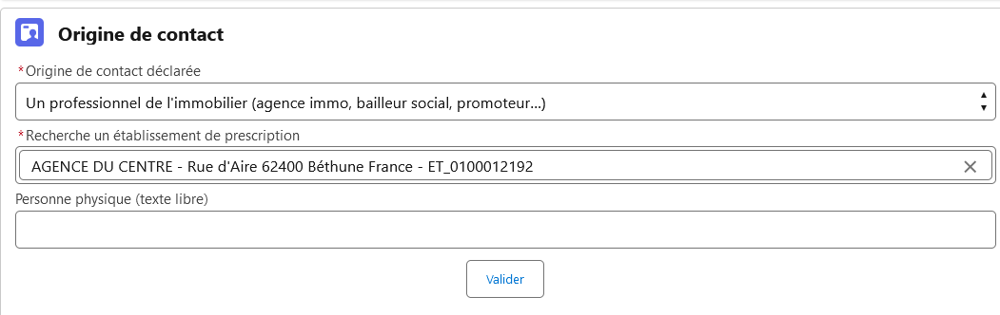 Origine de contact
*Origine de contact déclarée
Un professionnel de l'immobilier (agence immo, bailleur social, promoteur...)
*Recherche un établissement de prescription
AGENCE DU CENTRE - Rue d'Aire 62400 Béthune France - ET_0100012192
Personne physique (texte libre)
Valider